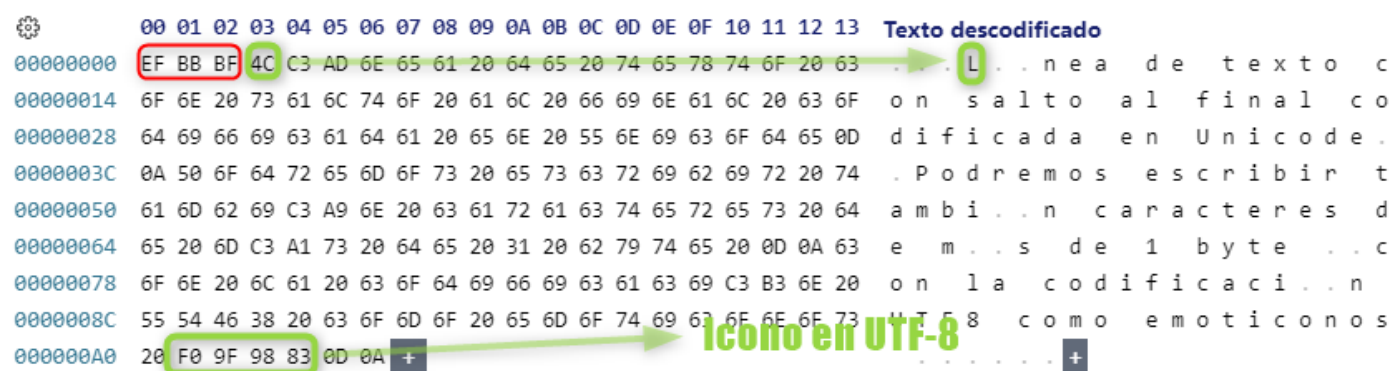 00 01 02 03 04 05 06 07 08 09 0A 0B 0C 0D 0E 0F 10 11 12 13 Texto descodificado
00000000 EF BB BF 4C C3 AD 6E 65 61 20 64 65 20 74 65 78 74 6F 20 63 . . . L . . n e a d e t e x t o c
00000014 6F 6E 20 73 61 6C 74 6F 20 61 6C 20 66 69 6E 61 6C 20 63 6F o n s a l t o a l f i n a l c o
00000028 64 69 66 69 63 61 64 61 20 65 6E 20 55 6E 69 63 6F 64 65 0D d i f i c a d a e n U n i c o d e .
0000003C 0A 50 6F 64 72 65 6D 6F 73 20 65 73 63 72 69 62 69 72 20 74 . P o d r e m o s e s c r i b i r t
00000050 61 6D 62 69 C3 A9 6E 20 63 61 72 61 63 74 65 72 65 73 20 64 a m b i . . n c a r a c t e r e s d
00000064 65 20 6D C3 A1 73 20 64 65 20 31 20 62 79 74 65 20 0D 0A 63 e m . . s d e 1 b y t e . . c
00000078 6F 6E 20 6C 61 20 63 6F 64 69 66 69 63 61 63 69 C3 B3 6E 20 o n l a c o d i f i c a c i . . n
0000008C 55 54 46 38 20 63 6F 6D 6F 20 65 6D 6F 74 69 63 6F 6E 6F 73 U T F 8 c o m o e m o t i c o n o s
000000A0 20 F0 9F 98 83 0D 0A + . . . . . . +
Icono en UTF-8